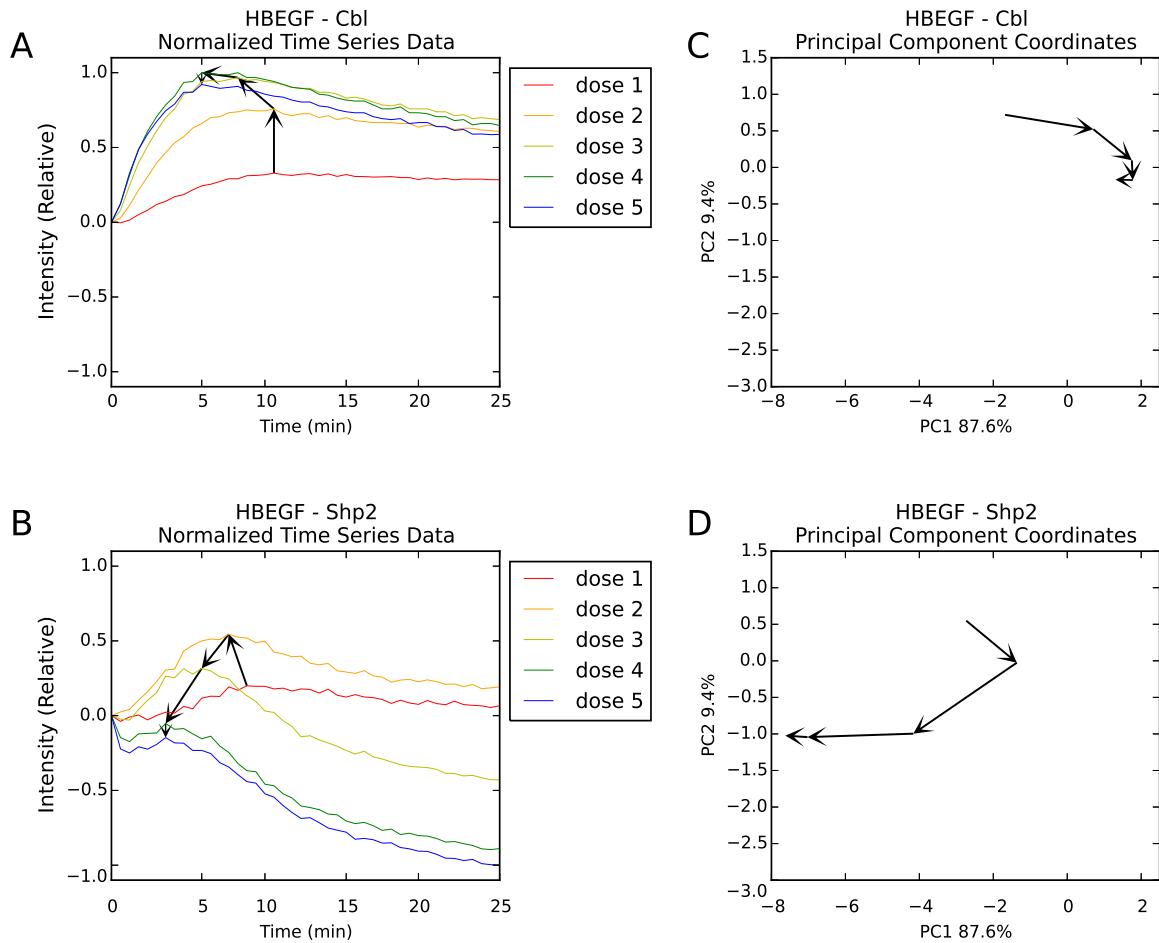 A
HBEGF - Cbl
Normalized Time Series Data
1.0
0.5
0.0
−0.5
−1.0
Intensity (Relative)
0 5 10 15 20 25
Time (min)
dose 1
dose 2
dose 3
dose 4
dose 5
C
HBEGF - Cbl
Principal Component Coordinates
1.5
1.0
0.5
0.0
−0.5
−1.0
−1.5
−2.0
−2.5
−3.0
PC2 9.4%
−8 −6 −4 −2 0 2
PC1 87.6%
B
HBEGF - Shp2
Normalized Time Series Data
1.0
0.5
0.0
−0.5
−1.0
Intensity (Relative)
0 5 10 15 20 25
Time (min)
dose 1
dose 2
dose 3
dose 4
dose 5
D
HBEGF - Shp2
Principal Component Coordinates
1.5
1.0
0.5
0.0
−0.5
−1.0
−1.5
−2.0
−2.5
−3.0
PC2 9.4%
−8 −6 −4 −2 0 2
PC1 87.6%